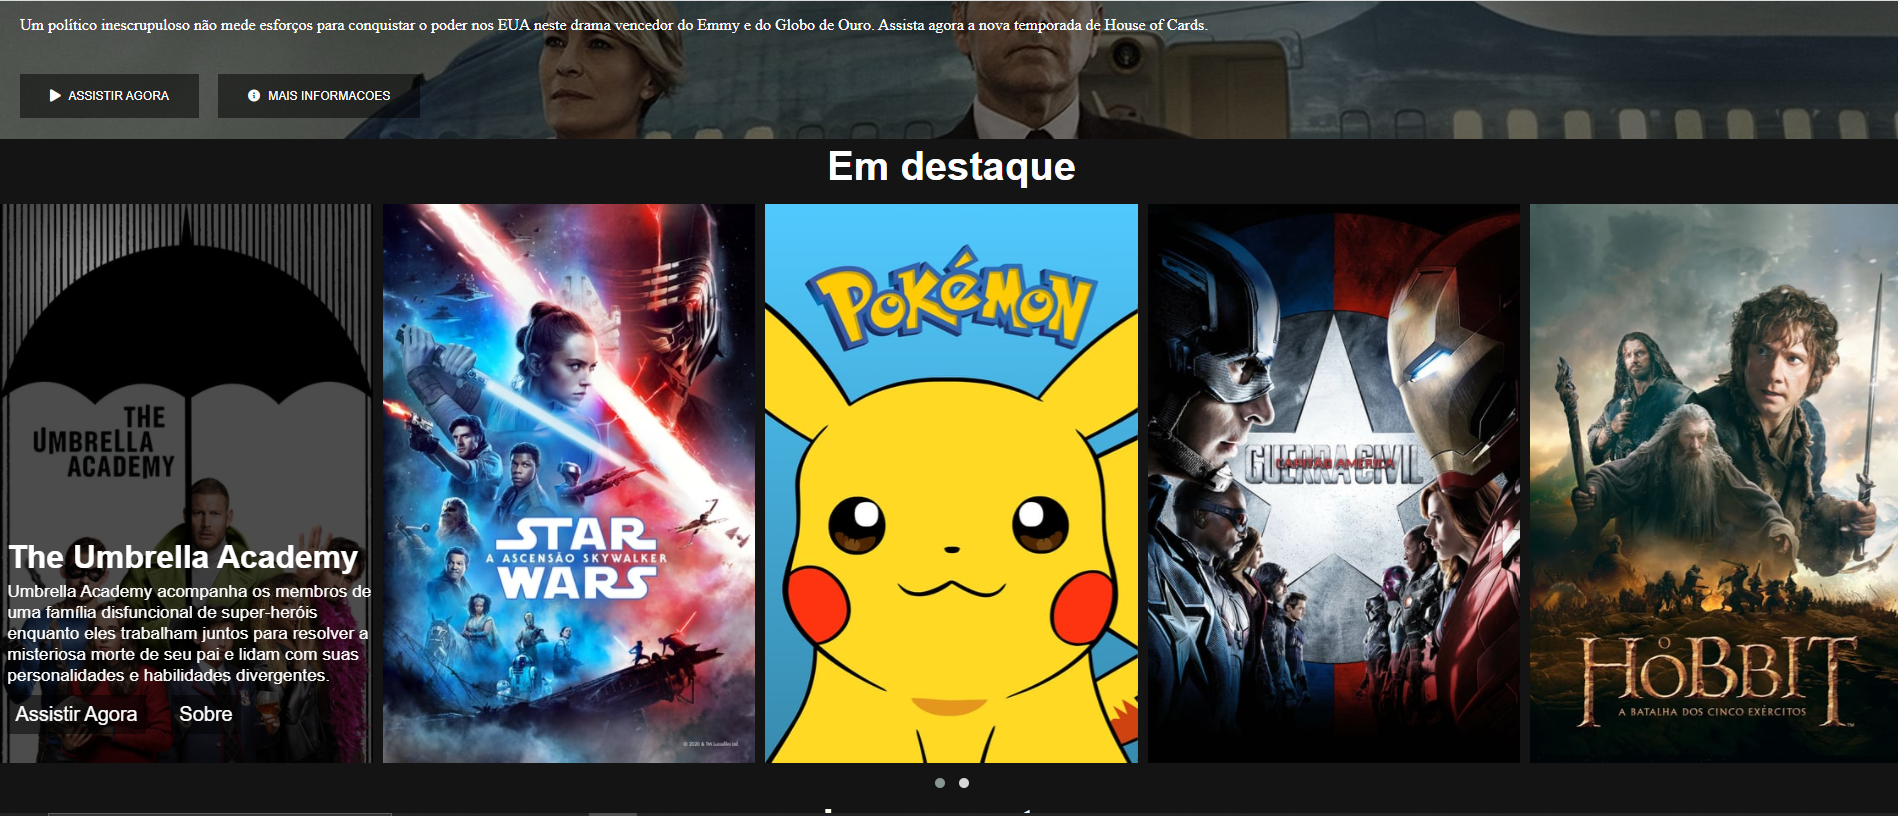 Um político inescrupuloso não mede esforços para conquistar o poder nos EUA neste drama vencedor do Emmy e do Globo de Ouro. Assista agora a nova temporada de House of Cards.
ASSISTIR AGORA
MAIS INFORMACOES
Em destaque
THE
UMBRELLA
ACADEMY
The Umbrella Academy
Umbrella Academy acompanha os membros de
uma família disfuncional de super-heróis
enquanto eles trabalham juntos para resolver a
misteriosa morte de seu pai e lidam com suas
personalidades e habilidades divergentes.
Assistir Agora
Sobre
STAR
A ASCENSÃO SKYWALKER
WARS
© 2020 & TM Lucasfilm Ltd.
POKÉMON
GUERRA CIVIL
CAPITÃO AMÉRICA
O
HOBBIT
A BATALHA DOS CINCO EXÉRCITOS